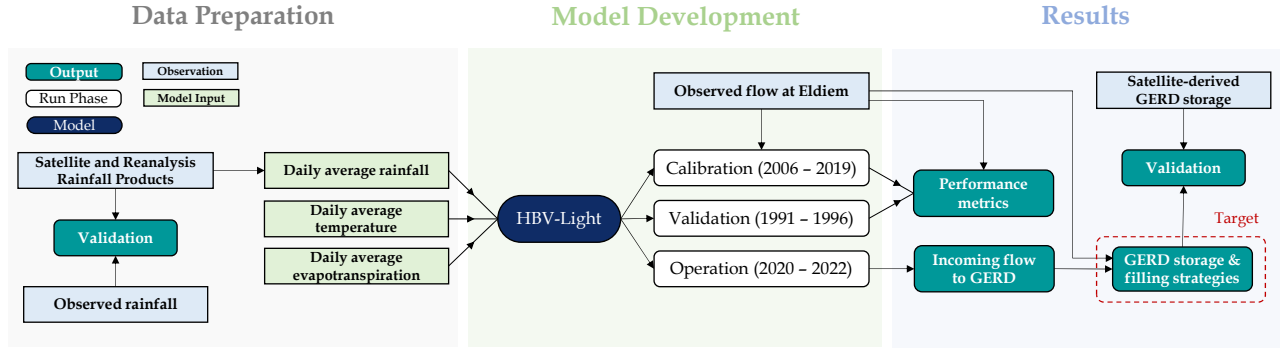 Data Preparation
Model Development
Results
Output
Observation
Run Phase
Model Input
Model
Satellite and Reanalysis
Rainfall Products
Validation
Observed rainfall
Daily average rainfall
Daily average
temperature
Daily average
evapotranspiration
HBV-Light
Observed flow at Eldiem
Calibration (2006 – 2019)
Validation (1991 – 1996)
Operation (2020 – 2022)
Performance
metrics
Incoming flow
to GERD
Satellite-derived
GERD storage
Validation
Target
GERD storage &
filling strategies